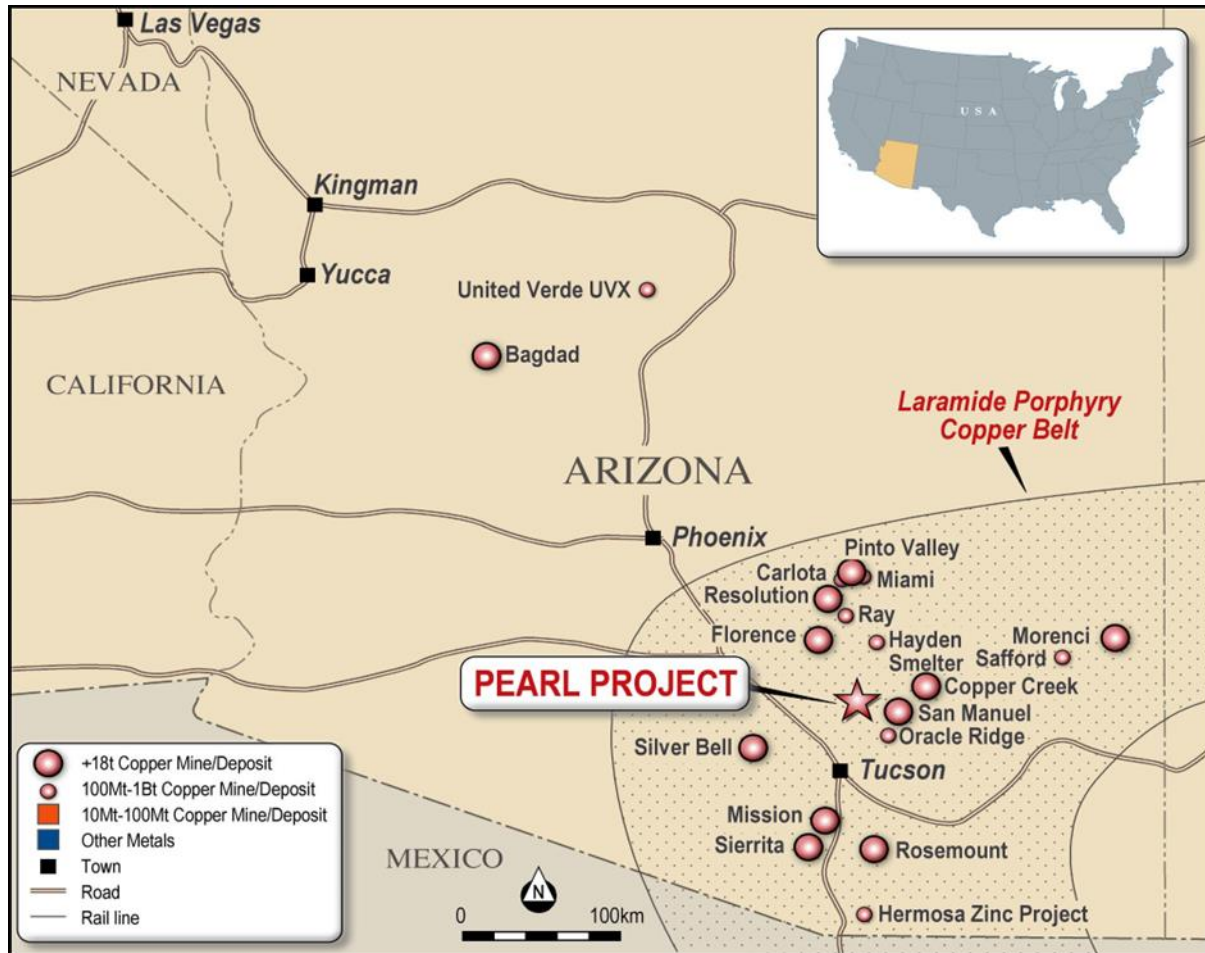 Las Vegas
NEVADA
USA
Kingman
Yucca
United Verde UVX
Bagdad
CALIFORNIA
Laramide Porphyry
Copper Belt
ARIZONA
Phoenix
Pinto Valley
Carlota
Miami
Resolution
Ray
Florence
Hayden
Smelter
Morenci
Safford
PEARL PROJECT
Copper Creek
San Manuel
Oracle Ridge
Silver Bell
Tucson
Mission
Sierrita
Rosemount
MEXICO
Hermosa Zinc Project
+18t Copper Mine/Deposit
100Mt-1Bt Copper Mine/Deposit
10Mt-100Mt Copper Mine/Deposit
Other Metals
Town
Road
Rail line
N
0 100km